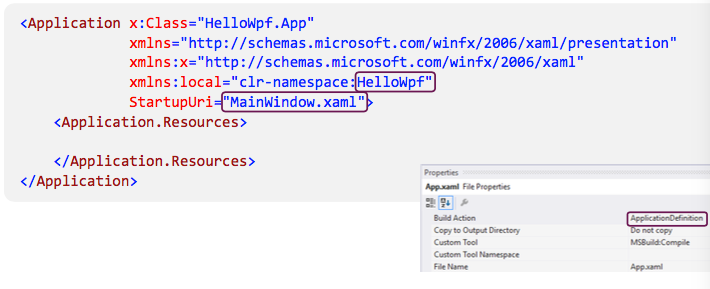 <Application x:Class="HelloWpf.App"
xmlns="http://schemas.microsoft.com/winfx/2006/xaml/presentation"
xmlns:x="http://schemas.microsoft.com/winfx/2006/xaml"
xmlns:local="clr-namespace:HelloWpf"
StartupUri="MainWindow.xaml">
<Application.Resources>
</Application.Resources>
</Application>
Properties
App.xaml File Properties
Build Action ApplicationDefinition
Copy to Output Directory Do not copy
Custom Tool MSBuild:Compile
Custom Tool Namespace
File Name App.xaml